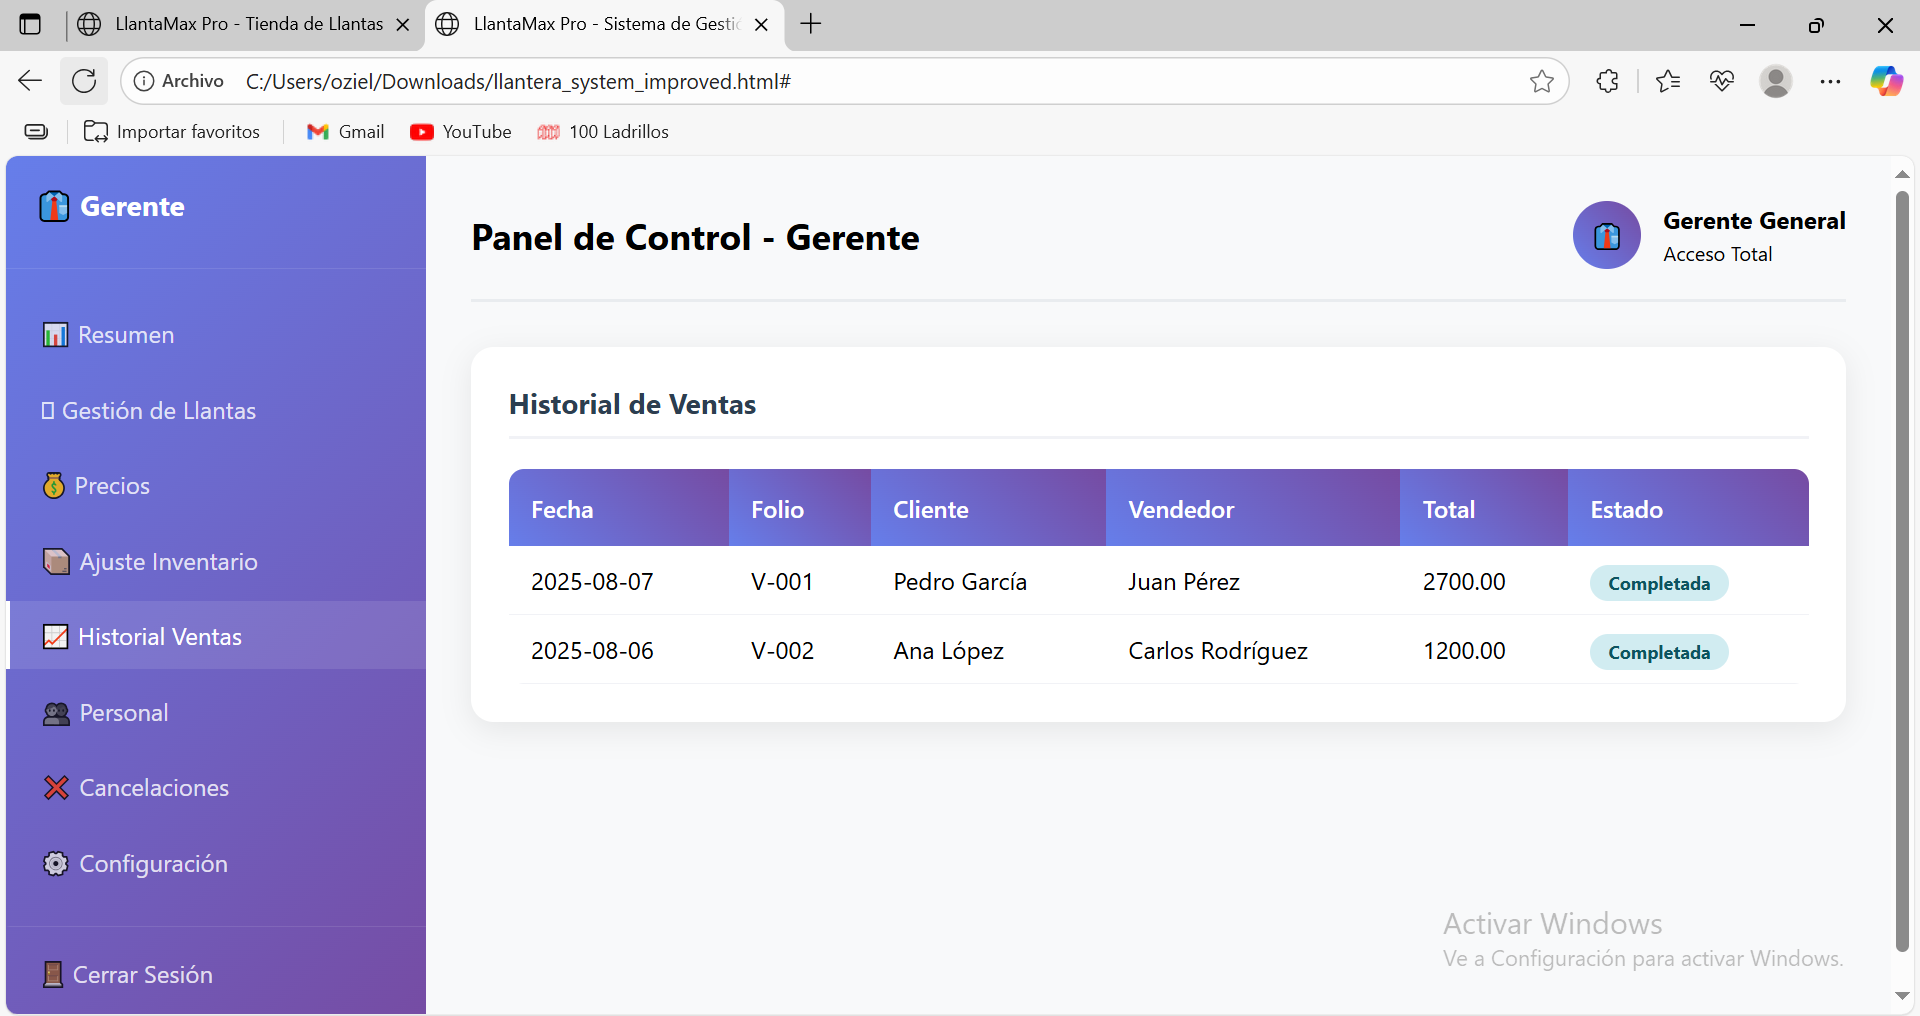 LlantaMax Pro - Tienda de Llantas
LlantaMax Pro - Sistema de Gesti
Archivo C:/Users/oziel/Downloads/llantera_system_improved.html#
Importar favoritos Gmail YouTube 100 Ladrillos
Gerente
Resumen
Gestión de Llantas
Precios
Ajuste Inventario
Historial Ventas
Personal
Cancelaciones
Configuración
Cerrar Sesión
Panel de Control - Gerente
Gerente General
Acceso Total
Historial de Ventas
Fecha Folio Cliente Vendedor Total Estado
2025-08-07 V-001 Pedro García Juan Pérez 2700.00 Completada
2025-08-06 V-002 Ana López Carlos Rodríguez 1200.00 Completada
Activar Windows
Ve a Configuración para activar Windows.